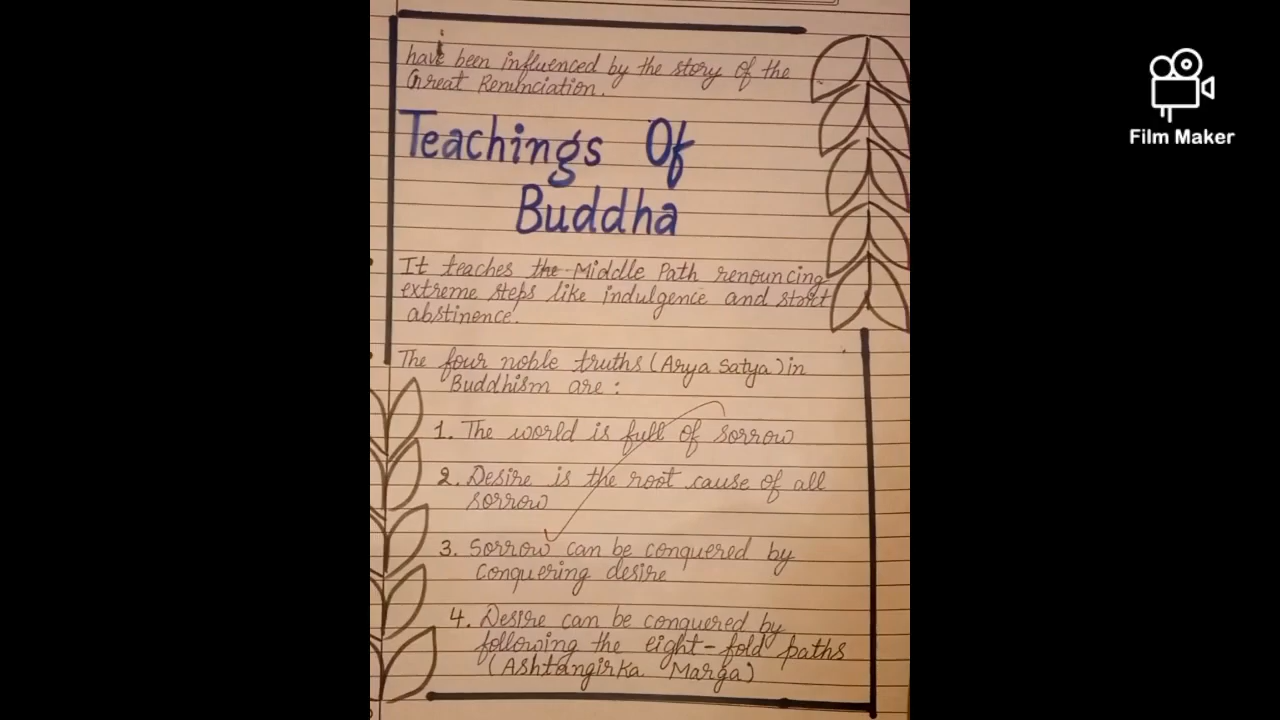 have been influenced by the story of the
Great Renunciation.
Teachings Of
Buddha
It teaches the Middle Path renouncing
extreme steps like indulgence and strict
abstinence.
The four noble truths (Arya Satya) in
Buddhism are :
1. The world is full of sorrow
2. Desire is the root cause of all
sorrow
3. Sorrow can be conquered by
conquering desire
4. Desire can be conquered by
following the eight-fold paths
(Ashtangirka Marga)
Film Maker